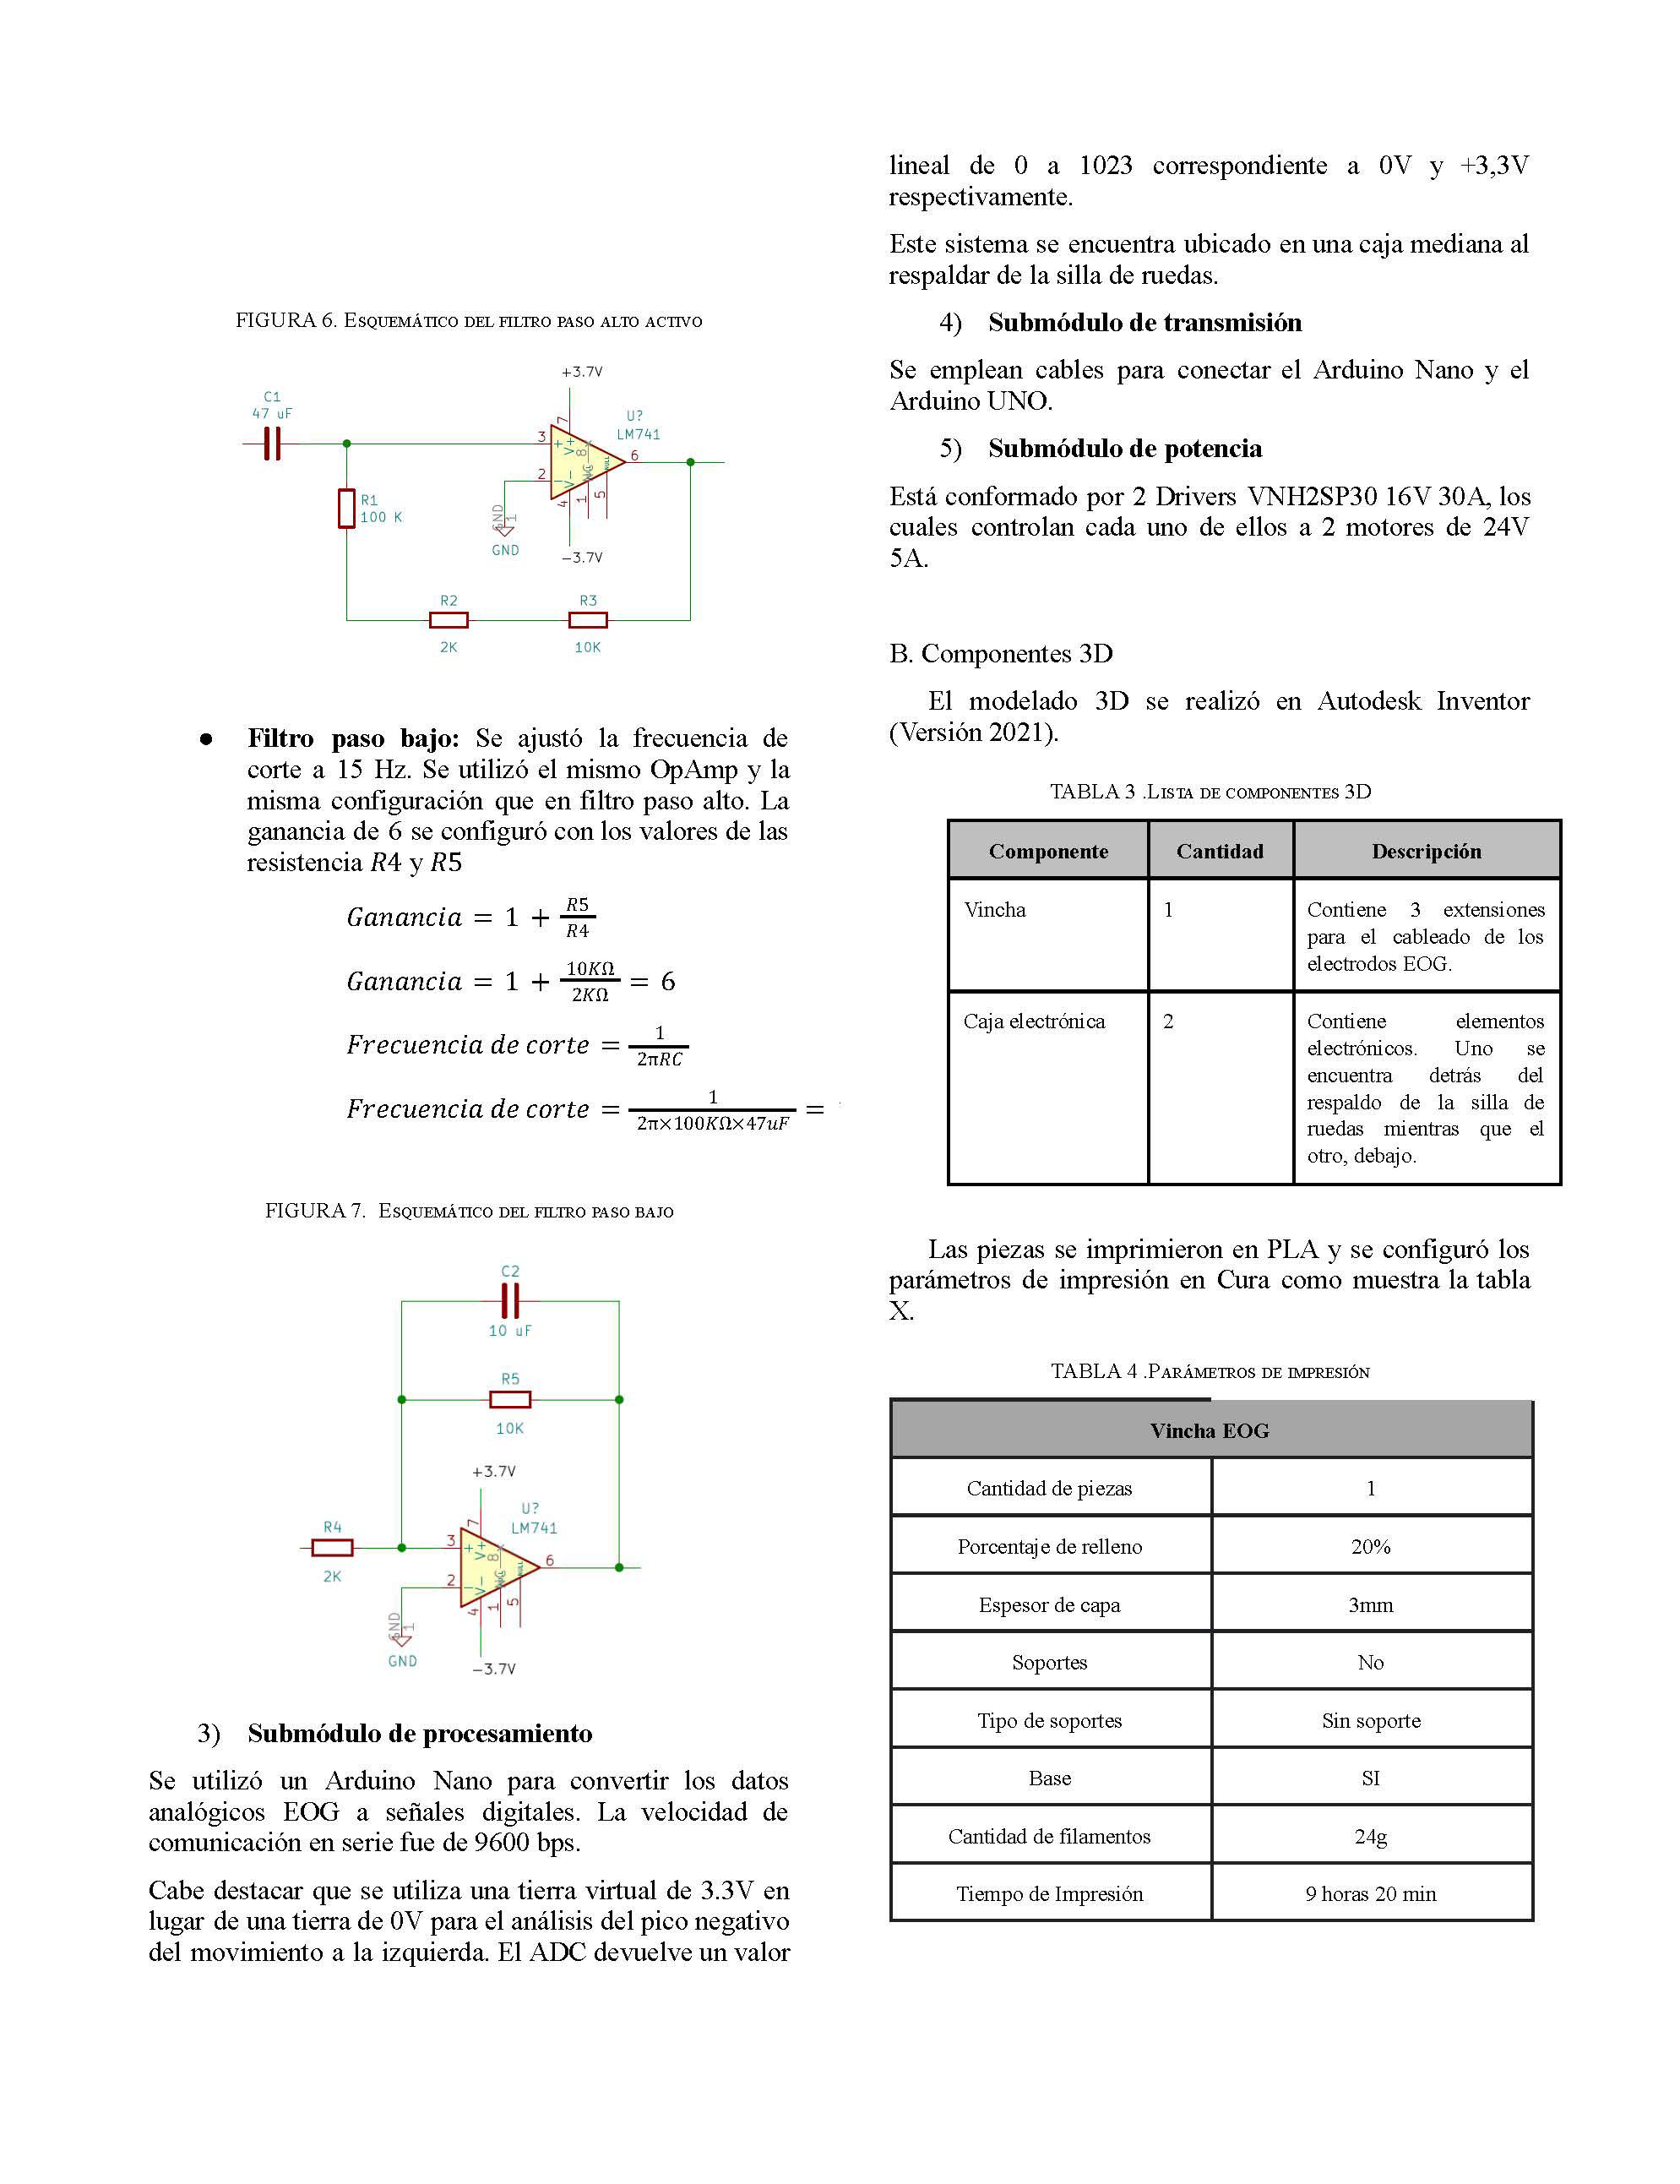 FIGURA 6. Esquemático del filtro paso alto activo
+3.7V
C1
47 uF
U?
LM741
3
2
7
6
4
1
5
8
V+
V-
NC
NULL
R1
100 K
GND
1
GND
−3.7V
R2
2K
R3
10K
● Filtro paso bajo: Se ajustó la frecuencia de
corte a 15 Hz. Se utilizó el mismo OpAmp y la
misma configuración que en filtro paso alto. La
ganancia de 6 se configuró con los valores de las
resistencia R4 y R5
Ganancia = 1 + R5/R4
Ganancia = 1 + 10KΩ/2KΩ = 6
Frecuencia de corte = 1/2πRC
Frecuencia de corte = 1/2π×100KΩ×47uF =
FIGURA 7. Esquemático del filtro paso bajo
C2
10 uF
R5
10K
+3.7V
U?
LM741
R4
2K
3
2
7
6
4
1
5
8
V+
V-
NC
NULL
GND
1
GND
−3.7V
3) Submódulo de procesamiento
Se utilizó un Arduino Nano para convertir los datos
analógicos EOG a señales digitales. La velocidad de
comunicación en serie fue de 9600 bps.
Cabe destacar que se utiliza una tierra virtual de 3.3V en
lugar de una tierra de 0V para el análisis del pico negativo
del movimiento a la izquierda. El ADC devuelve un valor
lineal de 0 a 1023 correspondiente a 0V y +3,3V
respectivamente.
Este sistema se encuentra ubicado en una caja mediana al
respaldar de la silla de ruedas.
4) Submódulo de transmisión
Se emplean cables para conectar el Arduino Nano y el
Arduino UNO.
5) Submódulo de potencia
Está conformado por 2 Drivers VNH2SP30 16V 30A, los
cuales controlan cada uno de ellos a 2 motores de 24V
5A.
B. Componentes 3D
El modelado 3D se realizó en Autodesk Inventor
(Versión 2021).
TABLA 3 .Lista de componentes 3D
Componente Cantidad Descripción
Vincha 1 Contiene 3 extensiones
para el cableado de los
electrodos EOG.
Caja electrónica 2 Contiene elementos
electrónicos. Uno se
encuentra detrás del
respaldo de la silla de
ruedas mientras que el
otro, debajo.
Las piezas se imprimieron en PLA y se configuró los
parámetros de impresión en Cura como muestra la tabla
X.
TABLA 4 .Parámetros de impresión
Vincha EOG
Cantidad de piezas 1
Porcentaje de relleno 20%
Espesor de capa 3mm
Soportes No
Tipo de soportes Sin soporte
Base SI
Cantidad de filamentos 24g
Tiempo de Impresión 9 horas 20 min